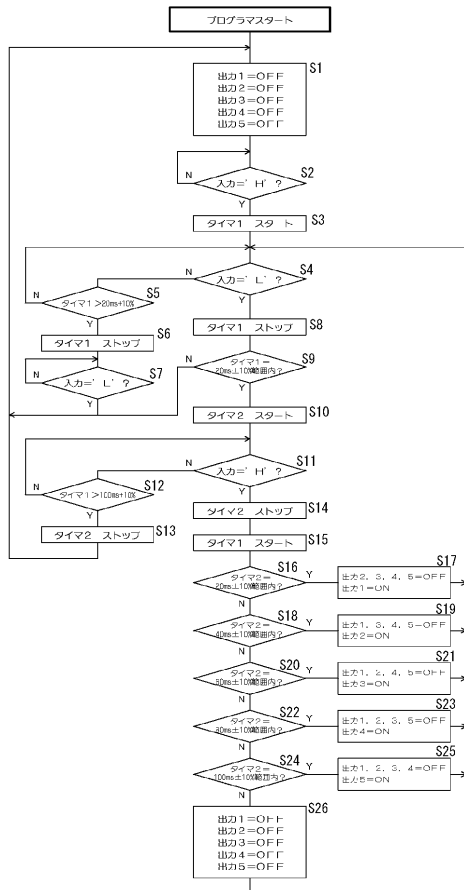 プログラマスタート
S1
出力1=OFF
出力2=OFF
出力3=OFF
出力4=OFF
出力5=OFF
S2
入力='H' ?
N
Y
S3
タイマ1 スタート
S4
入力='L' ?
N
Y
S5
タイマ1>20ms+10%
N
Y
S6
タイマ1 ストップ
S7
入力='L' ?
N
Y
S8
タイマ1 ストップ
S9
タイマ1=
20ms±10%範囲内?
N
Y
S10
タイマ2 スタート
S11
入力='H' ?
N
Y
S12
タイマ1>100ms+10%
N
Y
S13
タイマ2 ストップ
S14
タイマ2 ストップ
S15
タイマ1 スタート
S16
タイマ2=
20ms±10%範囲内?
Y
N
S17
出力2, 3, 4, 5=OFF
出力1=ON
S18
タイマ2=
40ms±10%範囲内?
Y
N
S19
出力1, 3, 4, 5=OFF
出力2=ON
S20
タイマ2=
60ms±10%範囲内?
Y
N
S21
出力1, 2, 4, 5=OFF
出力3=ON
S22
タイマ2=
80ms±10%範囲内?
Y
N
S23
出力1, 2, 3, 5=OFF
出力4=ON
S24
タイマ2=
100ms±10%範囲内?
Y
N
S25
出力1, 2, 3, 4=OFF
出力5=ON
S26
出力1=OFF
出力2=OFF
出力3=OFF
出力4=OFF
出力5=OFF